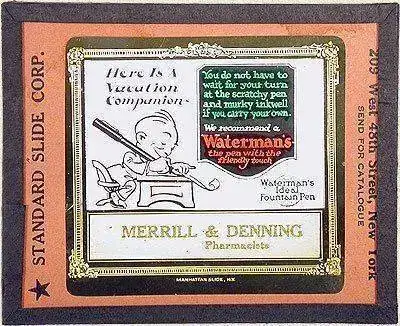 ★ STANDARD SLIDE CORP.
Here Is A
Vacation
Companion-
You do not have to
wait for your turn
at the scratchy pen
and murky inkwell
if you carry your own.
We recommend a
Waterman's
the pen with the
friendly touch
Waterman's
Ideal
Fountain Pen
MERRILL & DENNING
Pharmacists
MANHATTAN SLIDE, N.Y.
209 West 48th Street, New York
SEND FOR CATALOGUE